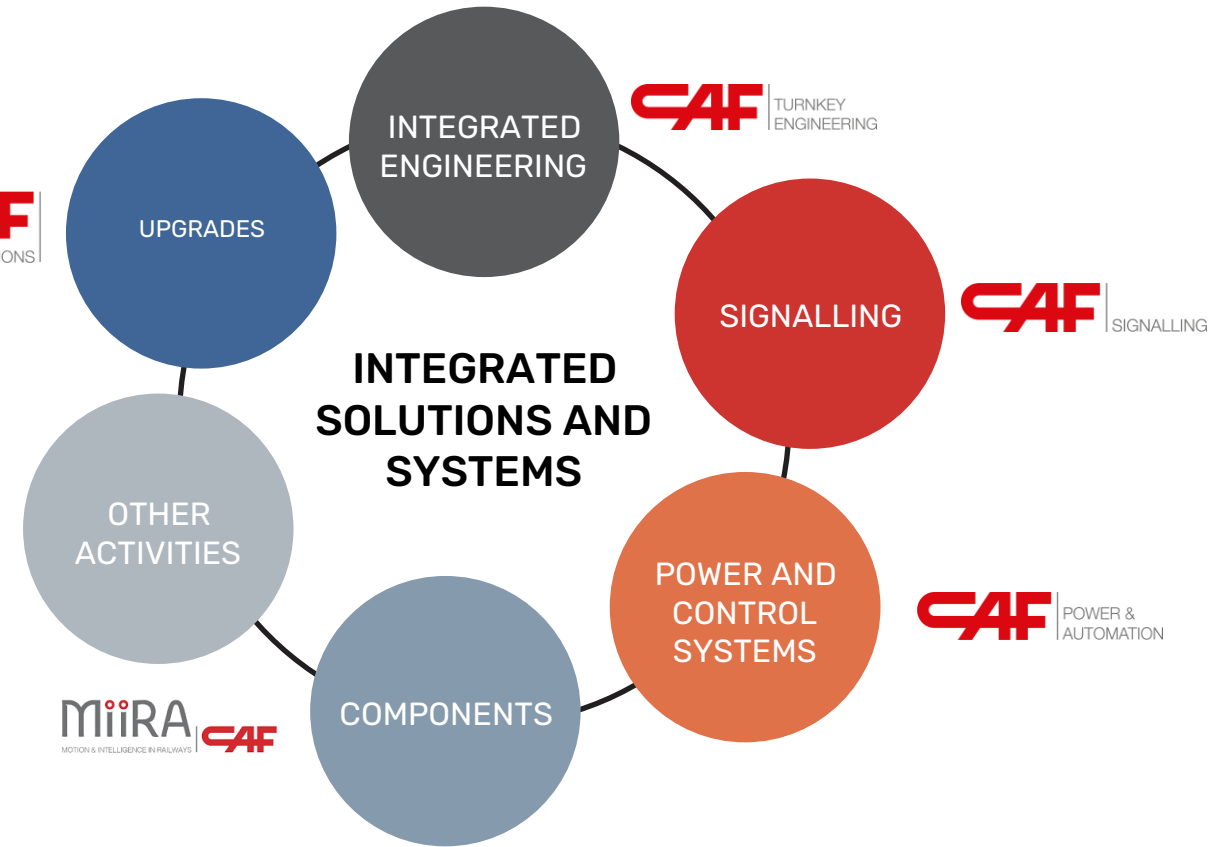 INTEGRATED
ENGINEERING
CAF
TURNKEY
ENGINEERING
UPGRADES
SIGNALLING
CAF
SIGNALLING
INTEGRATED
SOLUTIONS AND
SYSTEMS
OTHER
ACTIVITIES
POWER AND
CONTROL
SYSTEMS
CAF
POWER &
AUTOMATION
COMPONENTS
MiiRA
MOTION & INTELLIGENCE IN RAILWAYS
CAF